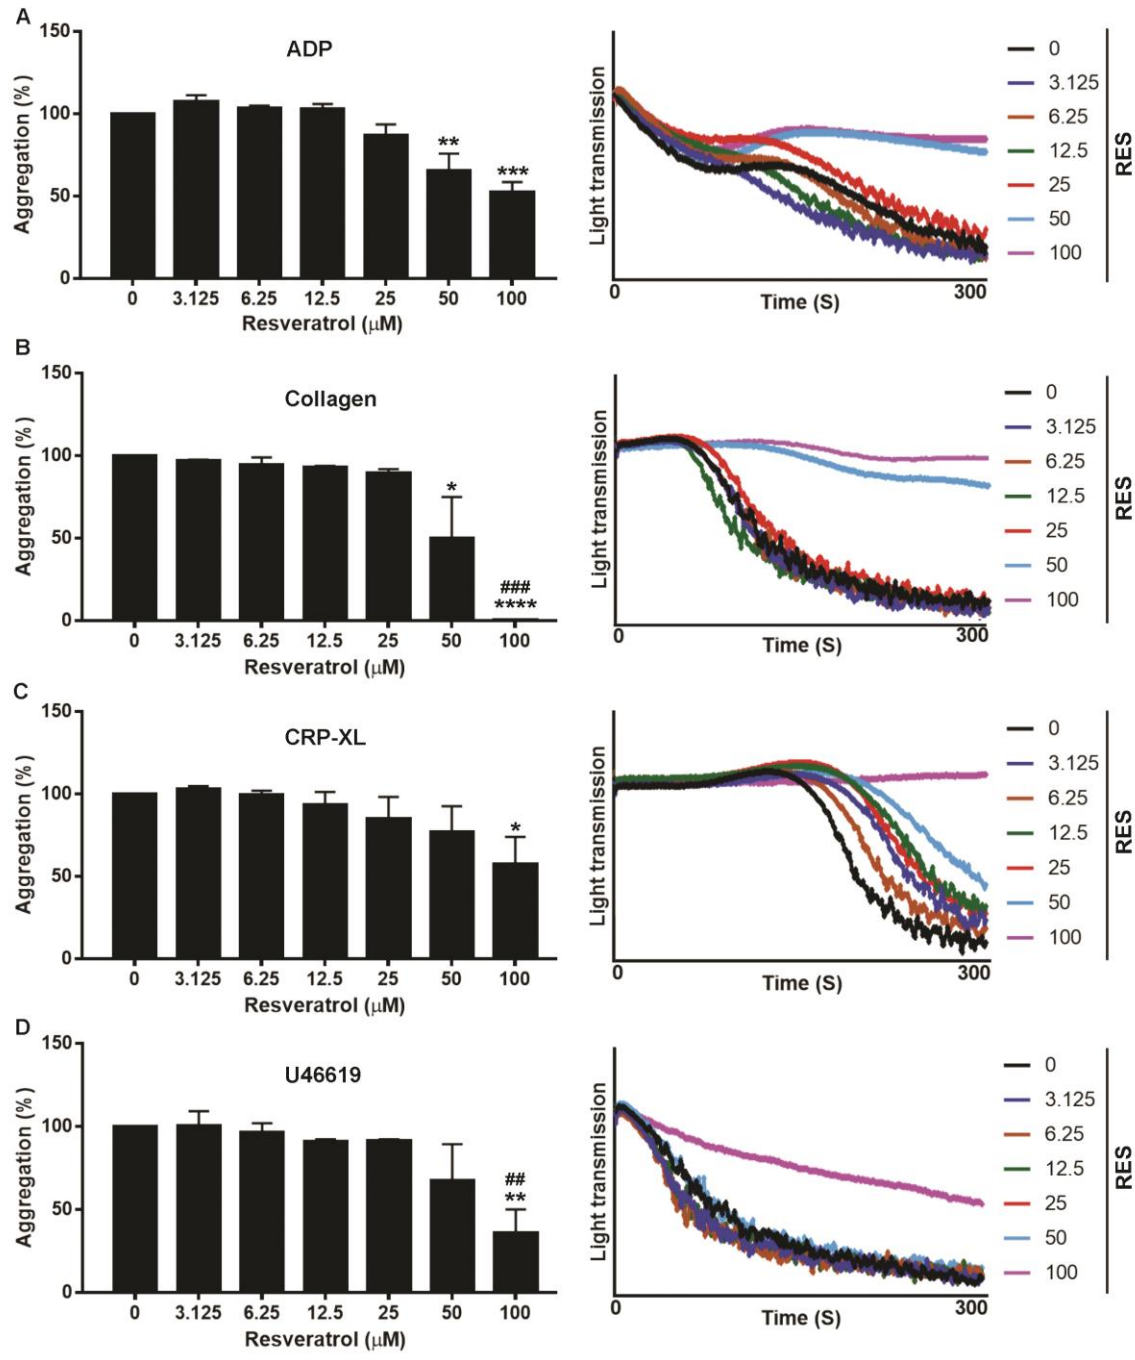 A
ADP
Aggregation (%)
150
100
50
0
**
***
0 3.125 6.25 12.5 25 50 100
Resveratrol (µM)
Light transmission
0 300
Time (S)
0
3.125
6.25
12.5
25
50
100
RES
B
Collagen
Aggregation (%)
150
100
50
0
*
###
****
0 3.125 6.25 12.5 25 50 100
Resveratrol (µM)
Light transmission
0 300
Time (S)
0
3.125
6.25
12.5
25
50
100
RES
C
CRP-XL
Aggregation (%)
150
100
50
0
*
0 3.125 6.25 12.5 25 50 100
Resveratrol (µM)
Light transmission
0 300
Time (S)
0
3.125
6.25
12.5
25
50
100
RES
D
U46619
Aggregation (%)
150
100
50
0
##
**
0 3.125 6.25 12.5 25 50 100
Resveratrol (µM)
Light transmission
0 300
Time (S)
0
3.125
6.25
12.5
25
50
100
RES